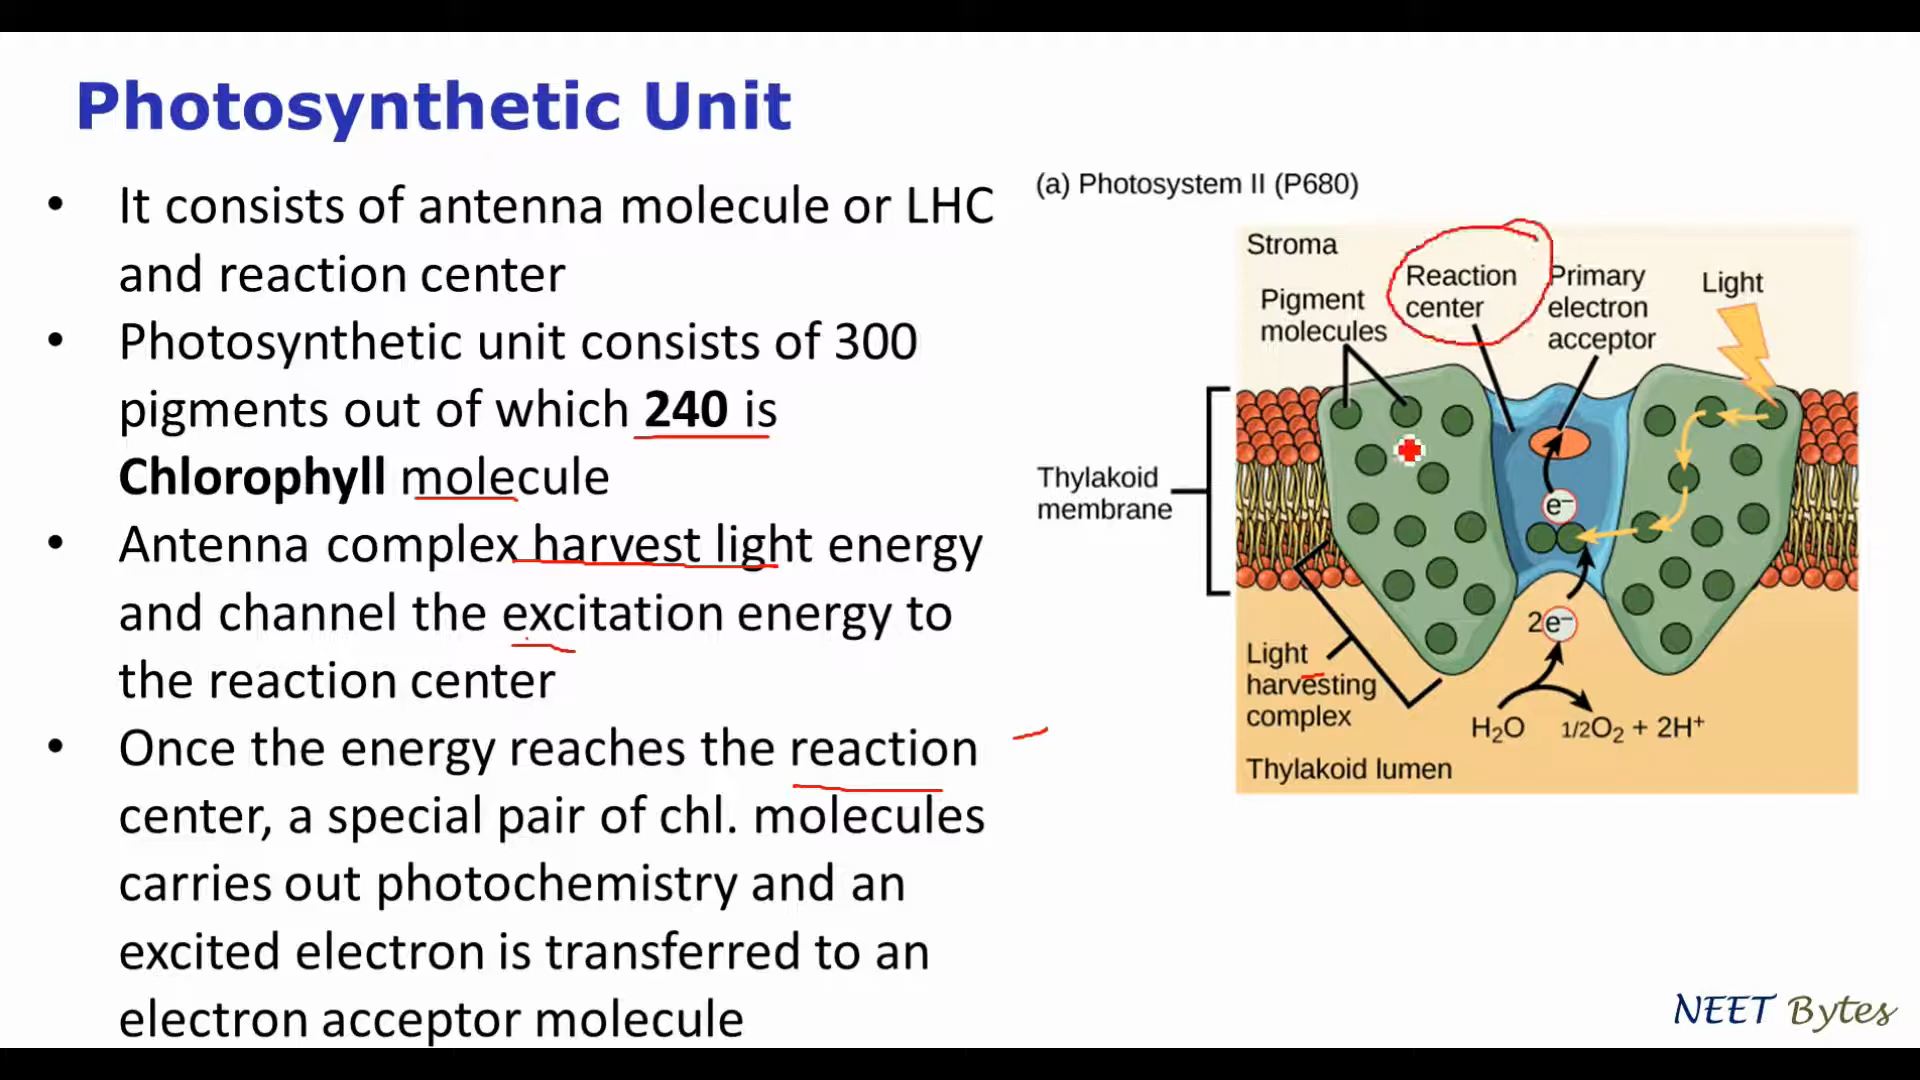 Photosynthetic Unit
• It consists of antenna molecule or LHC
and reaction center
• Photosynthetic unit consists of 300
pigments out of which 240 is
Chlorophyll molecule
• Antenna complex harvest light energy
and channel the excitation energy to
the reaction center
• Once the energy reaches the reaction
center, a special pair of chl. molecules
carries out photochemistry and an
excited electron is transferred to an
electron acceptor molecule
(a) Photosystem II (P680)
Stroma
Pigment
molecules
Reaction
center
Primary
electron
acceptor
Light
Thylakoid
membrane
e⁻
2e⁻
Light
harvesting
complex
H₂O
1/2O₂ + 2H⁺
Thylakoid lumen
NEET Bytes